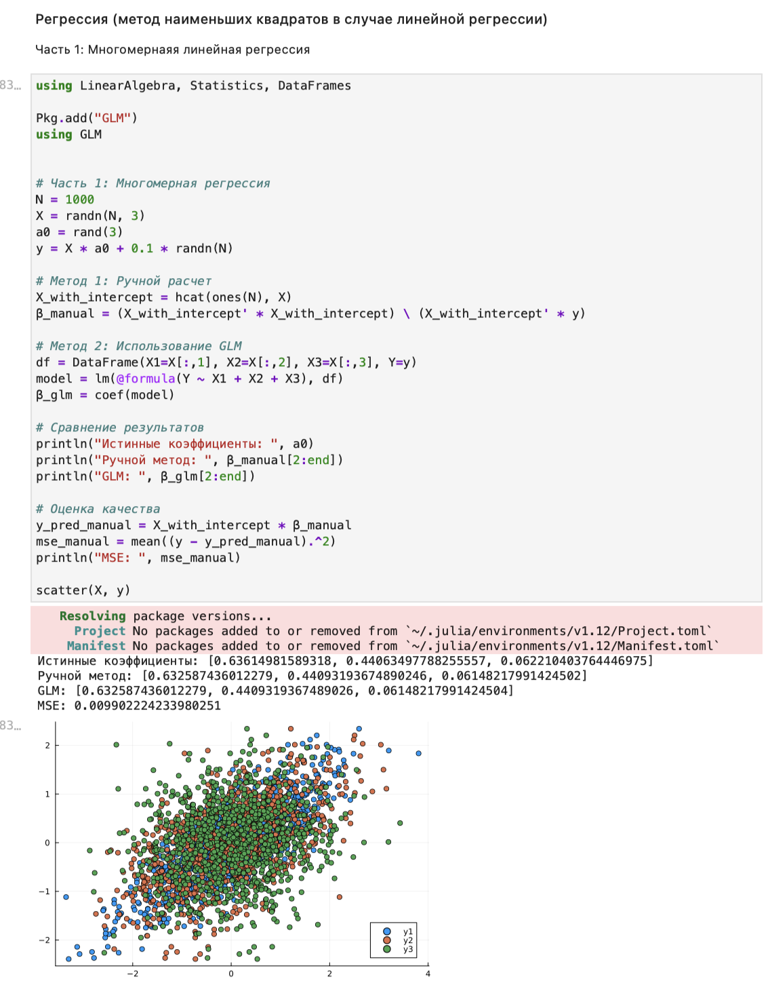 Регрессия (метод наименьших квадратов в случае линейной регрессии)
Часть 1: Многомернаяя линейная регрессия
83…
using LinearAlgebra, Statistics, DataFrames
Pkg.add("GLM")
using GLM
# Часть 1: Многомерная регрессия
N = 1000
X = randn(N, 3)
a0 = rand(3)
y = X * a0 + 0.1 * randn(N)
# Метод 1: Ручной расчет
X_with_intercept = hcat(ones(N), X)
β_manual = (X_with_intercept' * X_with_intercept) \ (X_with_intercept' * y)
# Метод 2: Использование GLM
df = DataFrame(X1=X[:,1], X2=X[:,2], X3=X[:,3], Y=y)
model = lm(@formula(Y ~ X1 + X2 + X3), df)
β_glm = coef(model)
# Сравнение результатов
println("Истинные коэффициенты: ", a0)
println("Ручной метод: ", β_manual[2:end])
println("GLM: ", β_glm[2:end])
# Оценка качества
y_pred_manual = X_with_intercept * β_manual
mse_manual = mean((y - y_pred_manual).^2)
println("MSE: ", mse_manual)
scatter(X, y)
Resolving package versions...
Project No packages added to or removed from `~/.julia/environments/v1.12/Project.toml`
Manifest No packages added to or removed from `~/.julia/environments/v1.12/Manifest.toml`
Истинные коэффициенты: [0.63614981589318, 0.44063497788255557, 0.062210403764446975]
Ручной метод: [0.632587436012279, 0.44093193674890246, 0.06148217991424502]
GLM: [0.632587436012279, 0.4409319367489026, 0.06148217991424504]
MSE: 0.009902224233980251
83…
2
1
0
−1
−2
y1
y2
y3
−2 0 2 4